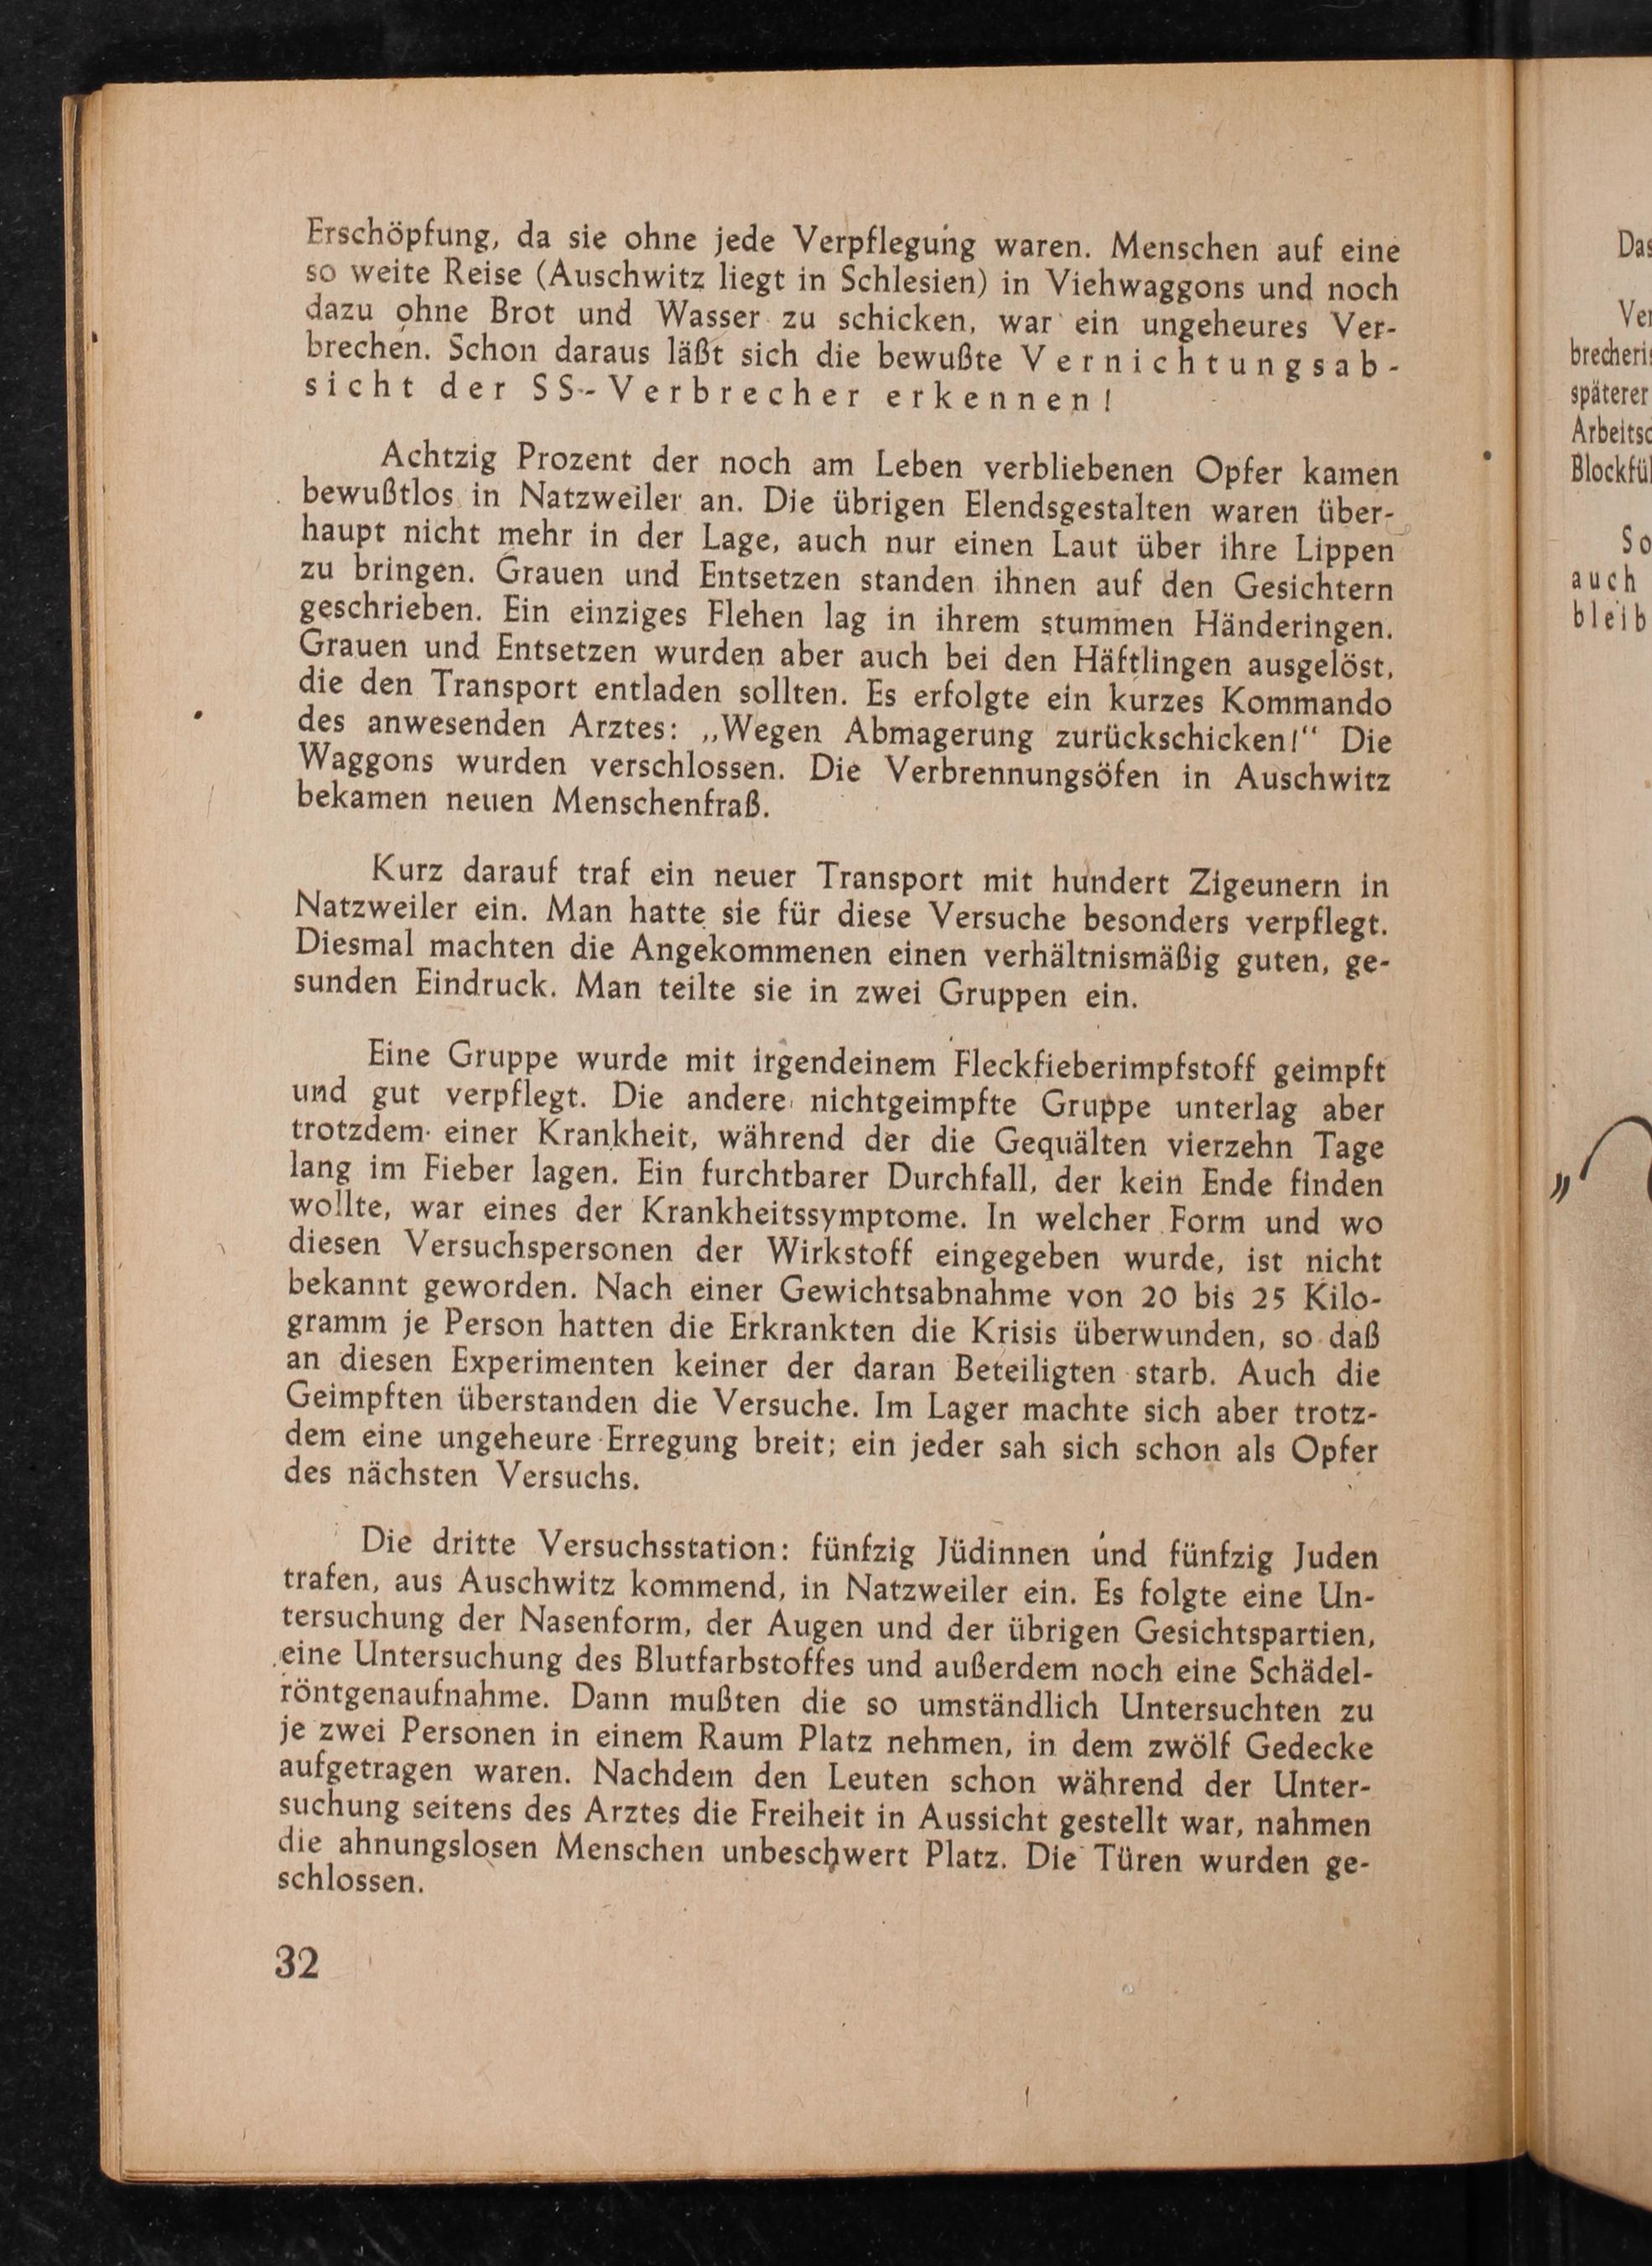 Erschöpfung, da sie ohne jede Verpflegung waren. Menschen auf eine
so weite Reise (Auschwitz liegt in Schlesien) in Viehwaggons und noch
dazu ohne Brot und Wasser zu schicken, war ein ungeheures Ver-
brechen. Schon daraus läßt sich die bewußte Vernichtungsab-
sicht der SS-Verbrecher erkennen!
Achtzig Prozent der noch am Leben verbliebenen Opfer kamen
bewußtlos in Natzweiler an. Die übrigen Elendsgestalten waren über-
haupt nicht mehr in der Lage, auch nur einen Laut über ihre Lippen
zu bringen. Grauen und Entsetzen standen ihnen auf den Gesichtern
geschrieben. Ein einziges Flehen lag in ihrem stummen Händeringen.
Grauen und Entsetzen wurden aber auch bei den Häftlingen ausgelöst,
die den Transport entladen sollten. Es erfolgte ein kurzes Kommando
des anwesenden Arztes: „Wegen Abmagerung zurückschicken!“ Die
Waggons wurden verschlossen. Die Verbrennungsöfen in Auschwitz
bekamen neuen Menschenfraß.
Kurz darauf traf ein neuer Transport mit hundert Zigeunern in
Natzweiler ein. Man hatte sie für diese Versuche besonders verpflegt.
Diesmal machten die Angekommenen einen verhältnismäßig guten, ge-
sunden Eindruck. Man teilte sie in zwei Gruppen ein.
Eine Gruppe wurde mit irgendeinem Fleckfieberimpfstoff geimpft
und gut verpflegt. Die andere nichtgeimpfte Gruppe unterlag aber
trotzdem einer Krankheit, während der die Gequälten vierzehn Tage
lang im Fieber lagen. Ein furchtbarer Durchfall, der kein Ende finden
wollte, war eines der Krankheitssymptome. In welcher Form und wo
diesen Versuchspersonen der Wirkstoff eingegeben wurde, ist nicht
bekannt geworden. Nach einer Gewichtsabnahme von 20 bis 25 Kilo-
gramm je Person hatten die Erkrankten die Krisis überwunden, so daß
an diesen Experimenten keiner der daran Beteiligten starb. Auch die
Geimpften überstanden die Versuche. Im Lager machte sich aber trotz-
dem eine ungeheure Erregung breit; ein jeder sah sich schon als Opfer
des nächsten Versuchs.
Die dritte Versuchsstation: fünfzig Jüdinnen und fünfzig Juden
trafen, aus Auschwitz kommend, in Natzweiler ein. Es folgte eine Un-
tersuchung der Nasenform, der Augen und der übrigen Gesichtspartien,
eine Untersuchung des Blutfarbstoffes und außerdem noch eine Schädel-
röntgenaufnahme. Dann mußten die so umständlich Untersuchten zu
je zwei Personen in einem Raum Platz nehmen, in dem zwölf Gedecke
aufgetragen waren. Nachdem den Leuten schon während der Unter-
suchung seitens des Arztes die Freiheit in Aussicht gestellt war, nahmen
die ahnungslosen Menschen unbeschwert Platz. Die Türen wurden ge-
schlossen.
32
Das
späterer
auch